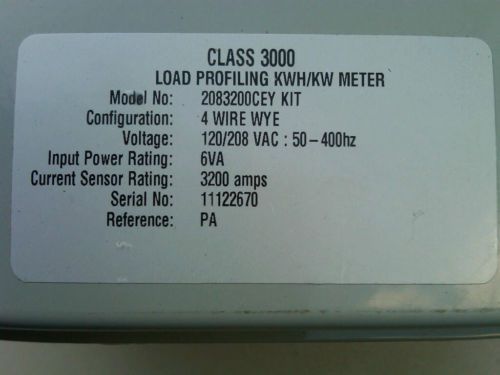 CLASS 3000
LOAD PROFILING KWH/KW METER
Model No: 2083200CEY KIT
Configuration: 4 WIRE WYE
Voltage: 120/208 VAC : 50-400hz
Input Power Rating: 6VA
Current Sensor Rating: 3200 amps
Serial No: 11122670
Reference: PA